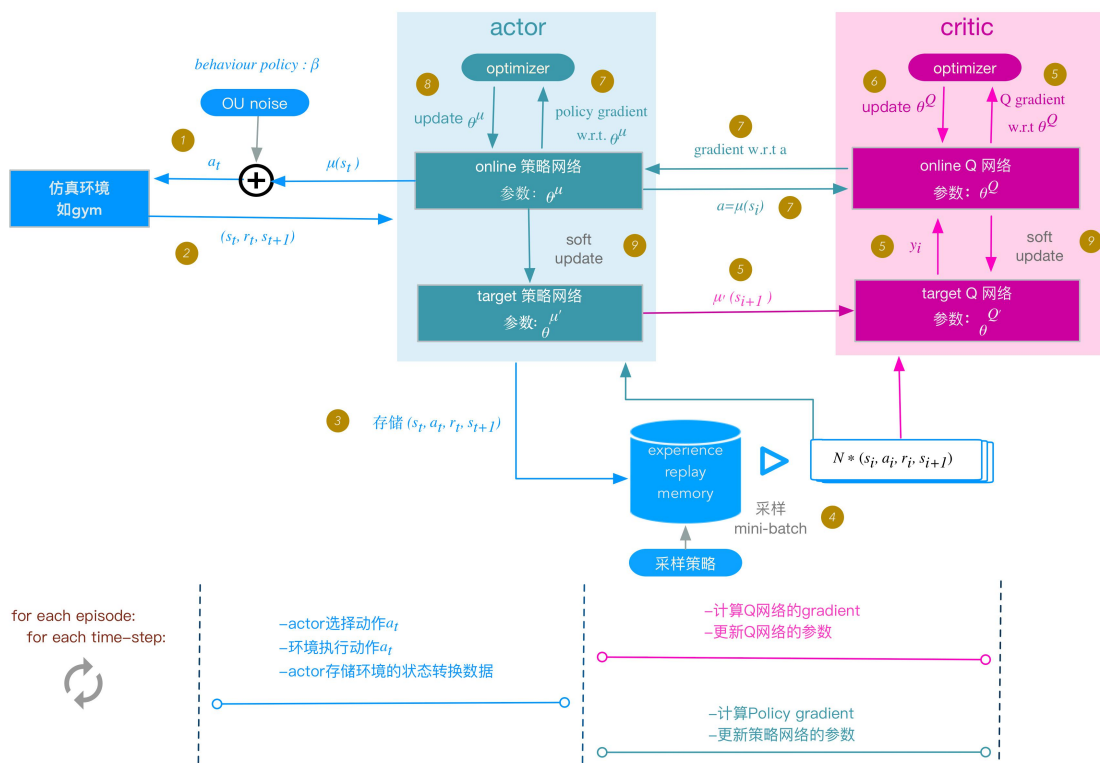 actor
critic
behaviour policy : β
OU noise
optimizer
optimizer
8
7
6
5
update θ^μ
policy gradient
w.r.t. θ^μ
update θ^Q
Q gradient
w.r.t θ^Q
1
a_t
μ(s_t)
7
gradient w.r.t a
仿真环境
如gym
online 策略网络
参数: θ^μ
online Q 网络
参数: θ^Q
a=μ(s_i)
7
2
(s_t, r_t, s_{t+1})
soft
update
9
5
y_i
soft
update
9
5
μ' (s_{i+1})
target 策略网络
参数: θ^{μ'}
target Q 网络
参数: θ^{Q'}
3
存储 (s_t, a_t, r_t, s_{t+1})
experience
replay
memory
N * (s_i, a_i, r_i, s_{i+1})
采样
mini-batch
4
采样策略
for each episode:
for each time-step:
-actor选择动作a_t
-环境执行动作a_t
-actor存储环境的状态转换数据
-计算Q网络的gradient
-更新Q网络的参数
-计算Policy gradient
-更新策略网络的参数